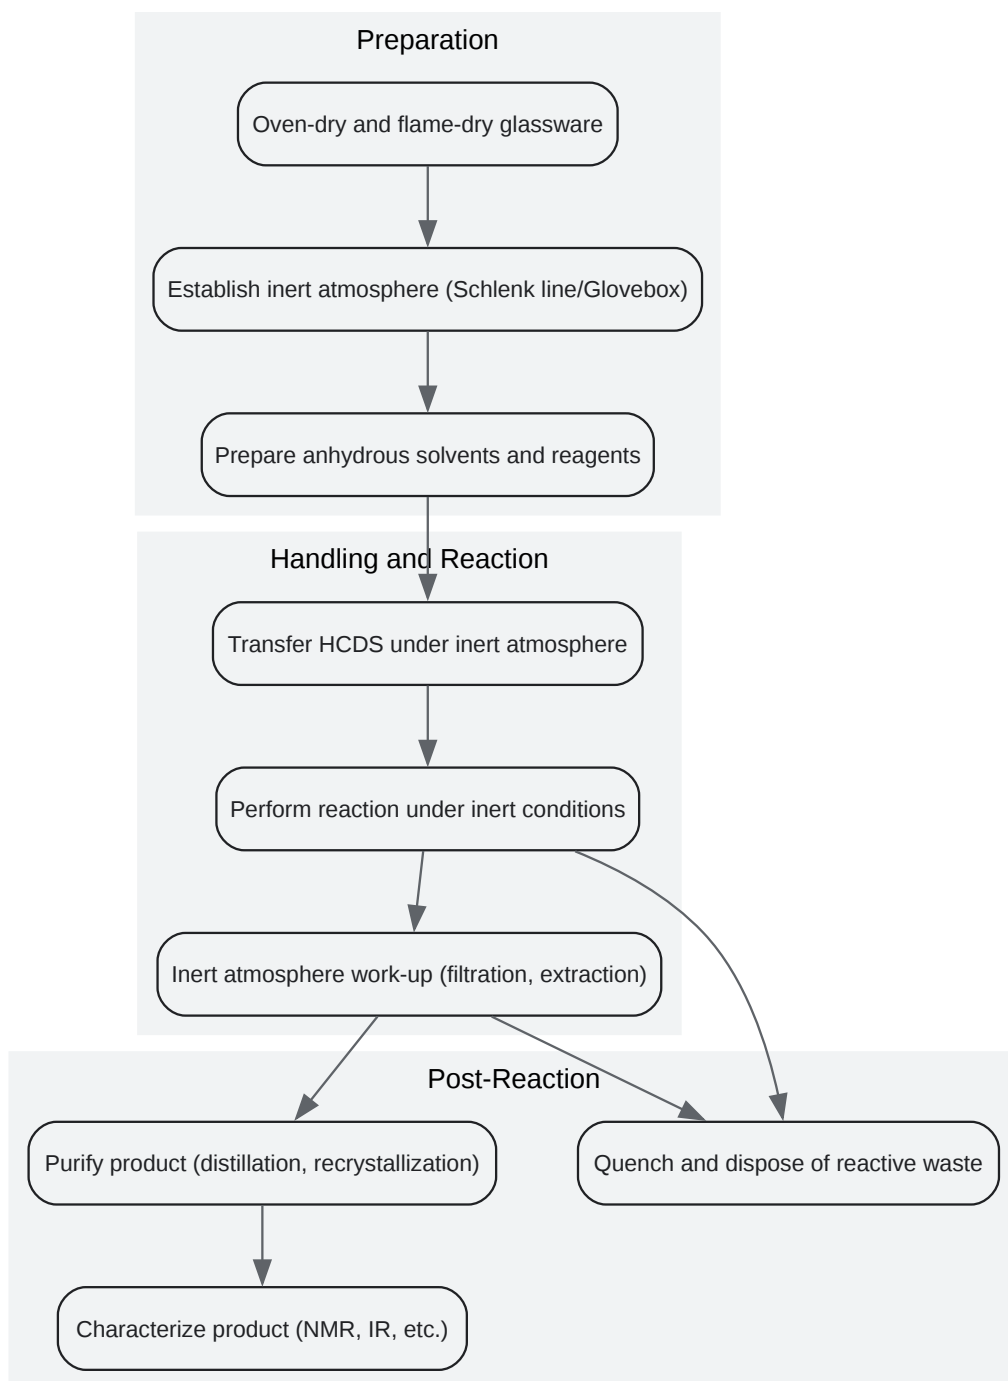 Preparation
Oven-dry and flame-dry glassware
Establish inert atmosphere (Schlenk line/Glovebox)
Prepare anhydrous solvents and reagents
Handling and Reaction
Transfer HCDS under inert atmosphere
Perform reaction under inert conditions
Inert atmosphere work-up (filtration, extraction)
Post-Reaction
Purify product (distillation, recrystallization)
Quench and dispose of reactive waste
Characterize product (NMR, IR, etc.)